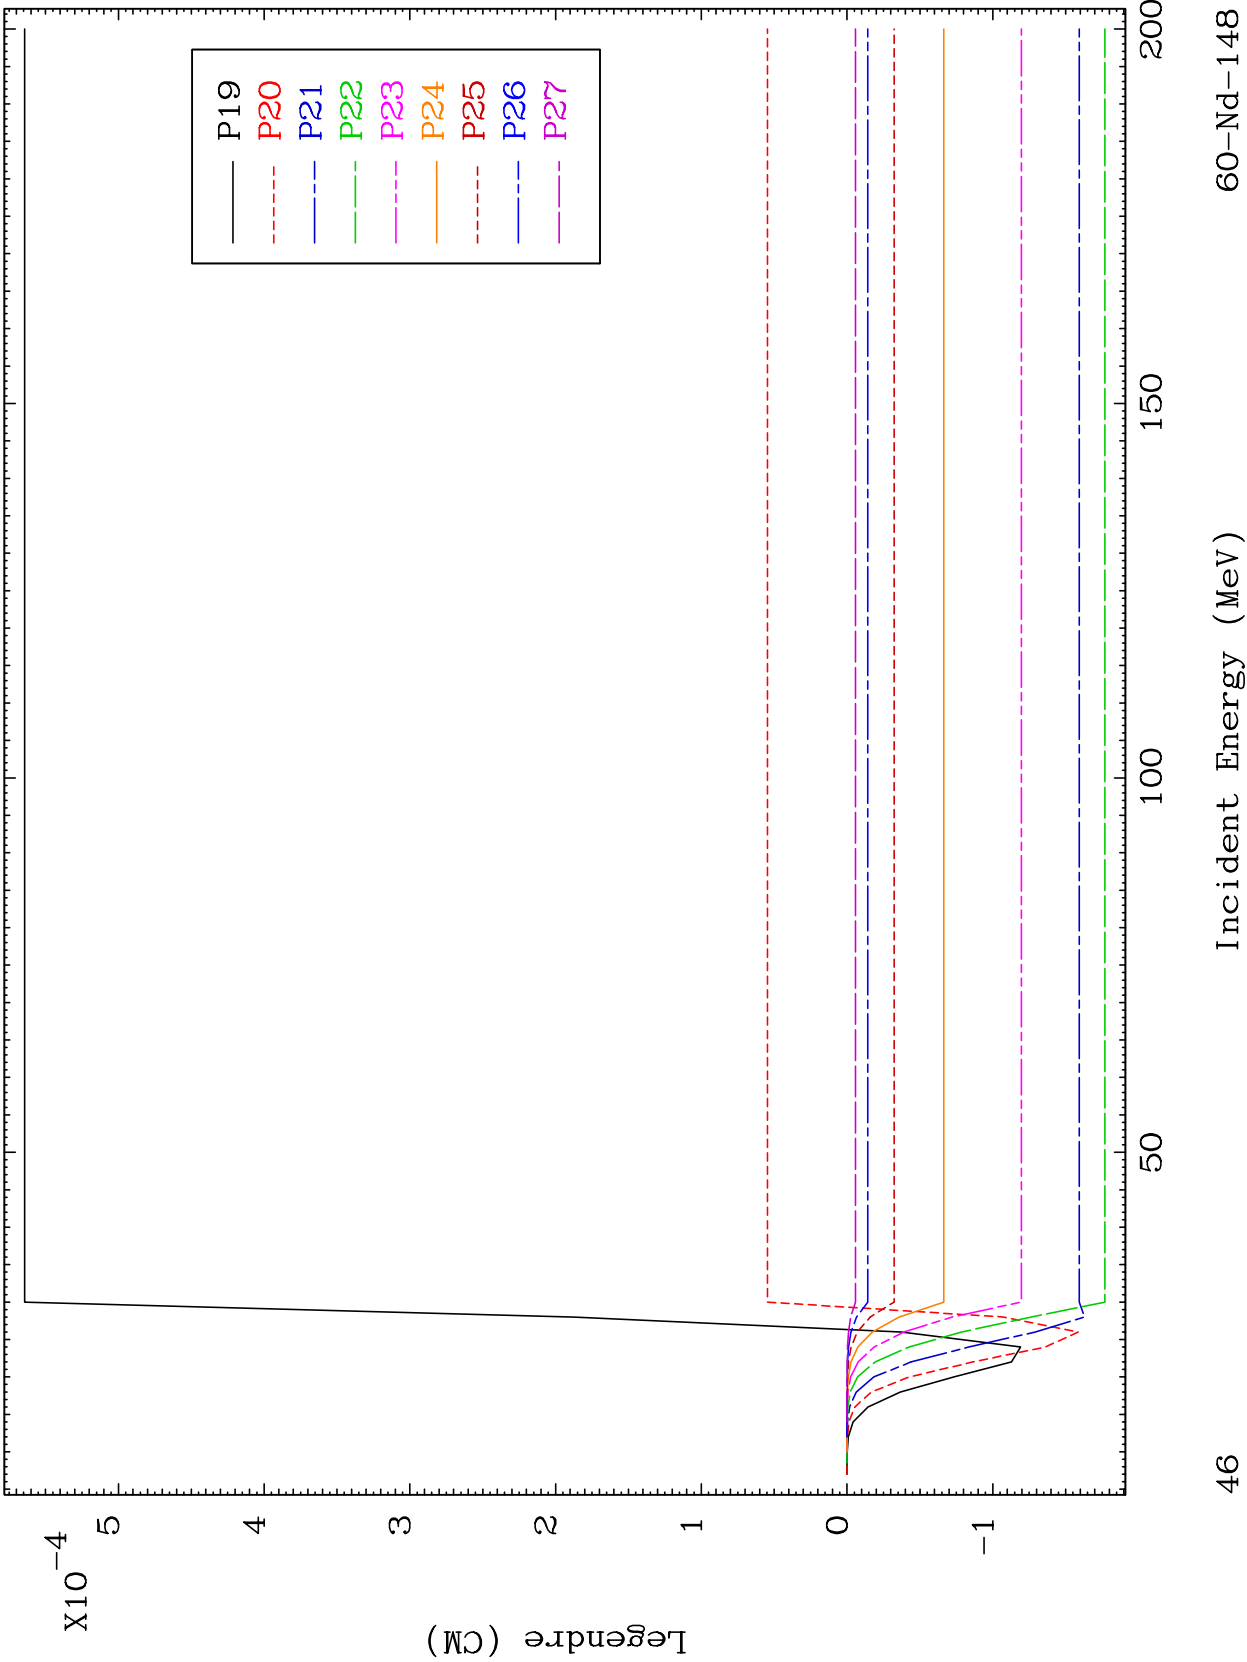 X10-4
5
4
3
2
1
0
-1
Legendre (CM)
P19
P20
P21
P22
P23
P24
P25
P26
P27
50
100
150
200
46
Incident Energy (MeV)
60-Nd-148